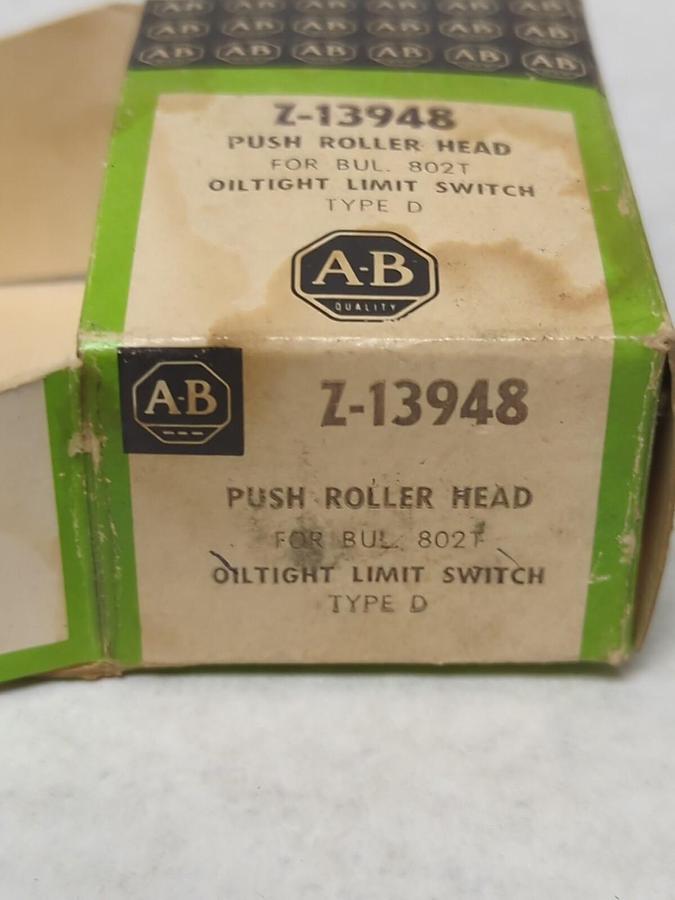 A-B A-B A-B A-B A-B A-B
A-B A-B A-B A-B A-B A-B
A-B A-B A-B A-B A-B A-B
Z-13948
PUSH ROLLER HEAD
FOR BUL. 802T
OILTIGHT LIMIT SWITCH
TYPE D
A-B
QUALITY
A-B
Z-13948
PUSH ROLLER HEAD
FOR BUL. 802T
OILTIGHT LIMIT SWITCH
TYPE D